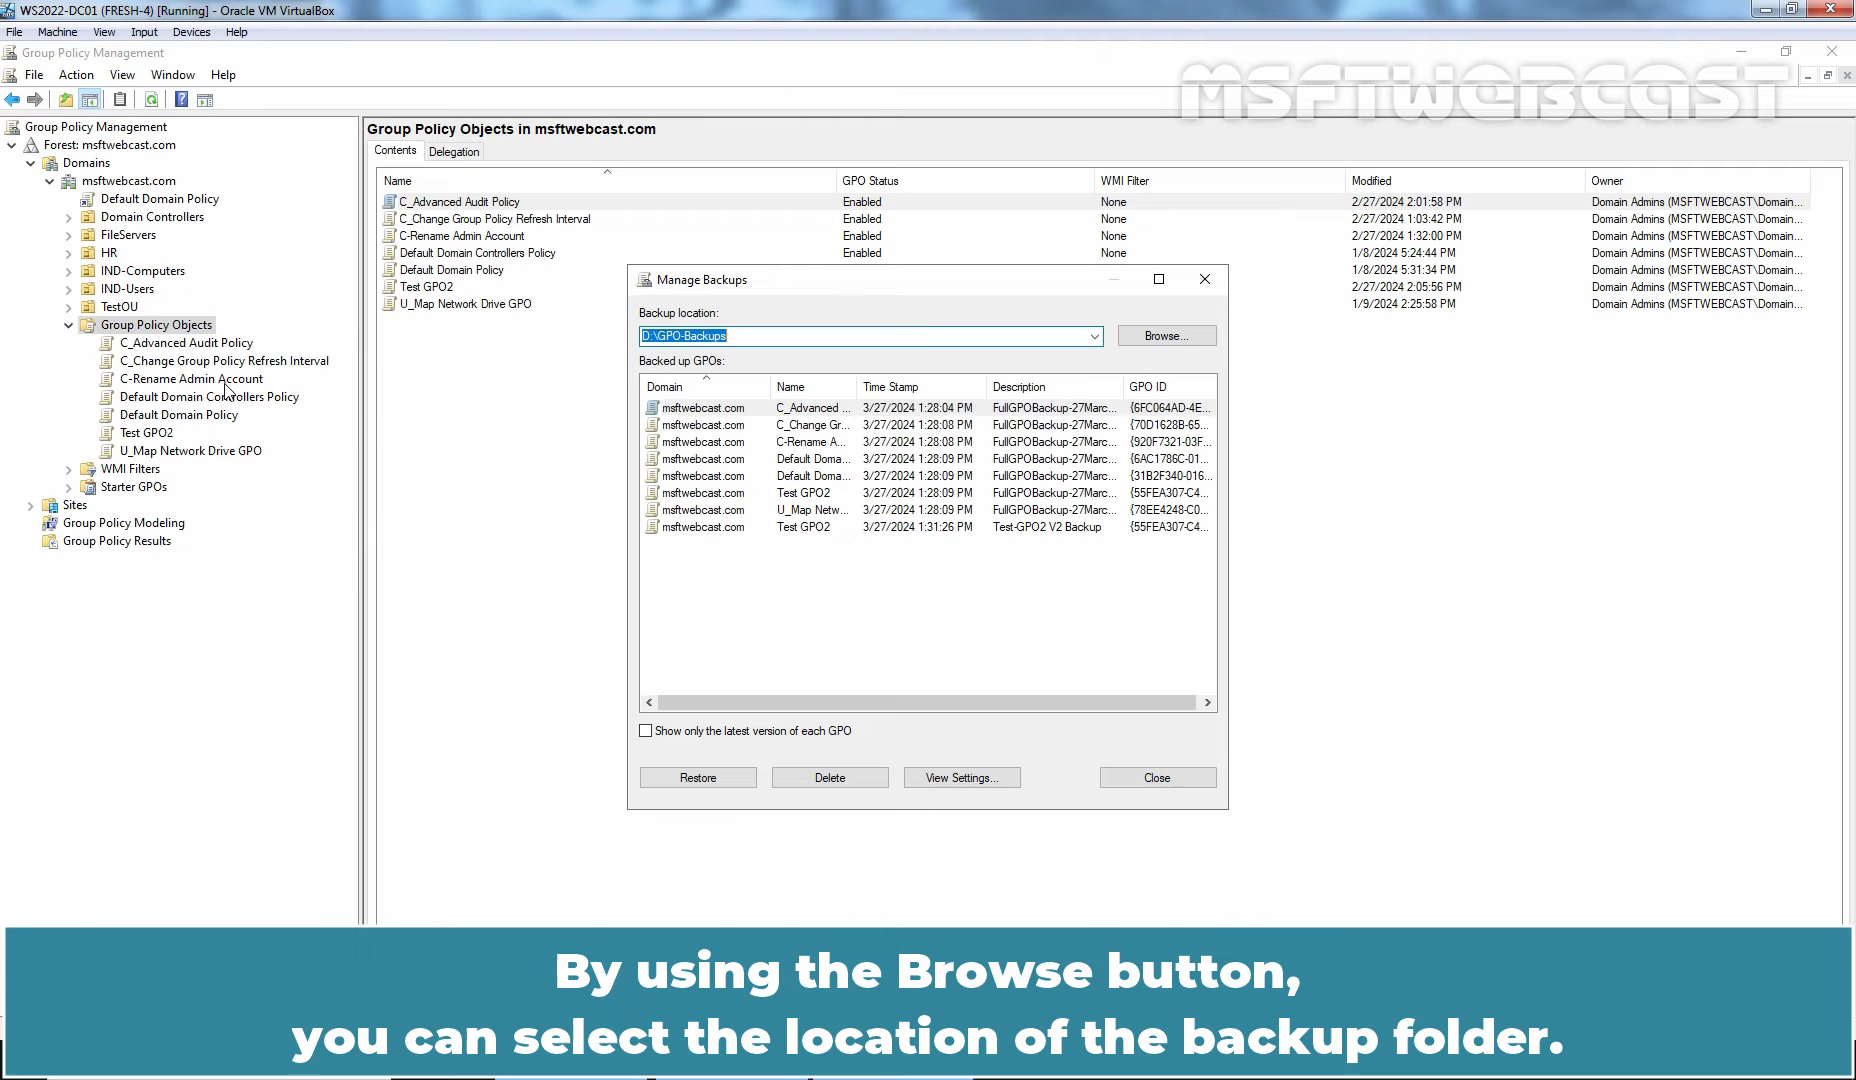 WS2022-DC01 (FRESH-4) [Running] - Oracle VM VirtualBox
File Machine View Input Devices Help
Group Policy Management
File Action View Window Help
MSFTWEBCAST
Group Policy Management
Forest: msftwebcast.com
Domains
msftwebcast.com
Default Domain Policy
Domain Controllers
FileServers
HR
IND-Computers
IND-Users
TestOU
Group Policy Objects
C_Advanced Audit Policy
C_Change Group Policy Refresh Interval
C-Rename Admin Account
Default Domain Controllers Policy
Default Domain Policy
Test GPO2
U_Map Network Drive GPO
WMI Filters
Starter GPOs
Sites
Group Policy Modeling
Group Policy Results
Group Policy Objects in msftwebcast.com
Contents Delegation
Name GPO Status WMI Filter Modified Owner
C_Advanced Audit Policy Enabled None 2/27/2024 2:01:58 PM Domain Admins (MSFTWEBCAST\Domain...
C_Change Group Policy Refresh Interval Enabled None 2/27/2024 1:03:42 PM Domain Admins (MSFTWEBCAST\Domain...
C-Rename Admin Account Enabled None 2/27/2024 1:32:00 PM Domain Admins (MSFTWEBCAST\Domain...
Default Domain Controllers Policy Enabled None 1/8/2024 5:24:44 PM Domain Admins (MSFTWEBCAST\Domain...
Default Domain Policy 1/8/2024 5:31:34 PM Domain Admins (MSFTWEBCAST\Domain...
Test GPO2 2/27/2024 2:05:56 PM Domain Admins (MSFTWEBCAST\Domain...
U_Map Network Drive GPO 1/9/2024 2:25:58 PM Domain Admins (MSFTWEBCAST\Domain...
Manage Backups
Backup location:
D:\GPO-Backups Browse...
Backed up GPOs:
Domain Name Time Stamp Description GPO ID
msftwebcast.com C_Advanced ... 3/27/2024 1:28:04 PM FullGPOBackup-27Marc... {6FC064AD-4E...
msftwebcast.com C_Change Gr... 3/27/2024 1:28:08 PM FullGPOBackup-27Marc... {70D1628B-65...
msftwebcast.com C-Rename A... 3/27/2024 1:28:08 PM FullGPOBackup-27Marc... {920F7321-03F...
msftwebcast.com Default Doma... 3/27/2024 1:28:09 PM FullGPOBackup-27Marc... {6AC1786C-01...
msftwebcast.com Default Doma... 3/27/2024 1:28:09 PM FullGPOBackup-27Marc... {31B2F340-016...
msftwebcast.com Test GPO2 3/27/2024 1:28:09 PM FullGPOBackup-27Marc... {55FEA307-C4...
msftwebcast.com U_Map Netw... 3/27/2024 1:28:09 PM FullGPOBackup-27Marc... {78EE4248-C0...
msftwebcast.com Test GPO2 3/27/2024 1:31:26 PM Test-GPO2 V2 Backup {55FEA307-C4...
Show only the latest version of each GPO
Restore Delete View Settings... Close
By using the Browse button,
you can select the location of the backup folder.